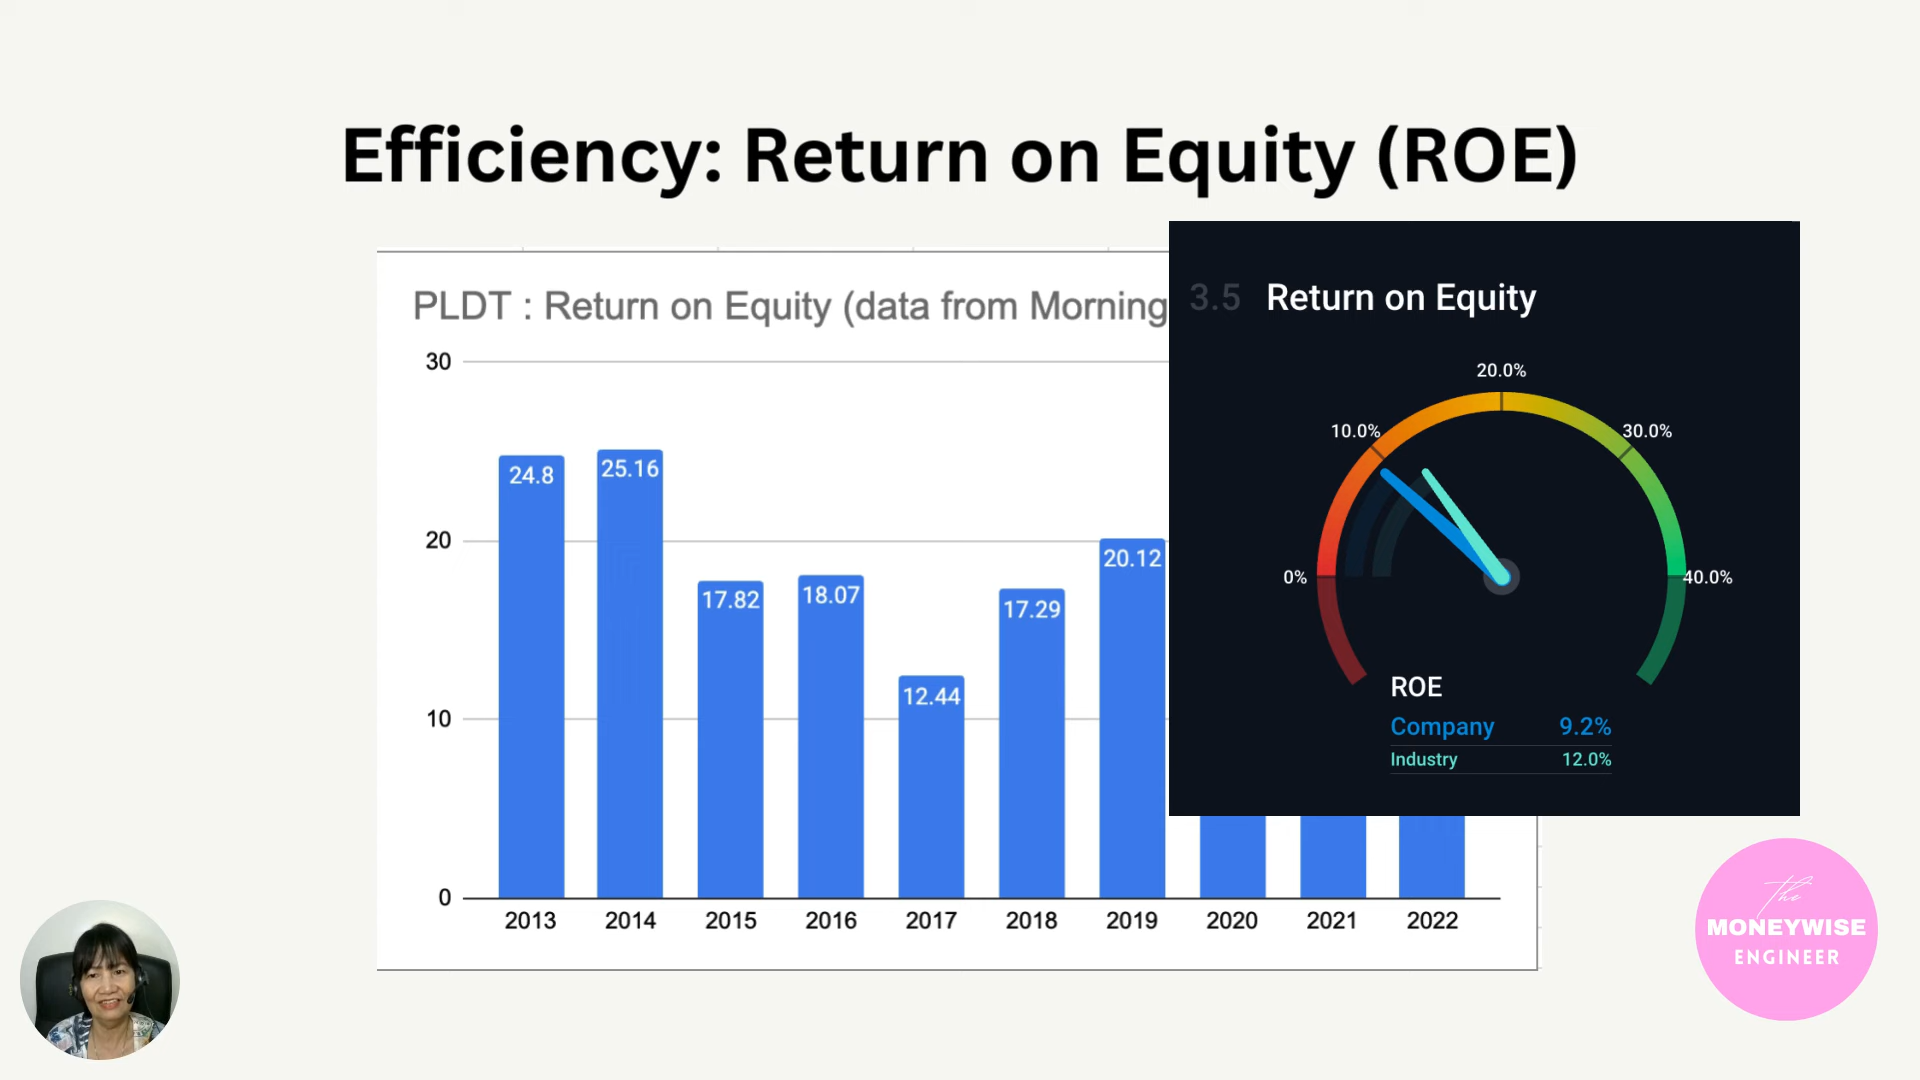 Efficiency: Return on Equity (ROE)
PLDT : Return on Equity (data from Morning
30
20
10
0
24.8
25.16
17.82
18.07
12.44
17.29
20.12
2013 2014 2015 2016 2017 2018 2019 2020 2021 2022
3.5 Return on Equity
0%
10.0%
20.0%
30.0%
40.0%
ROE
Company 9.2%
Industry 12.0%
the
MONEYWISE
ENGINEER